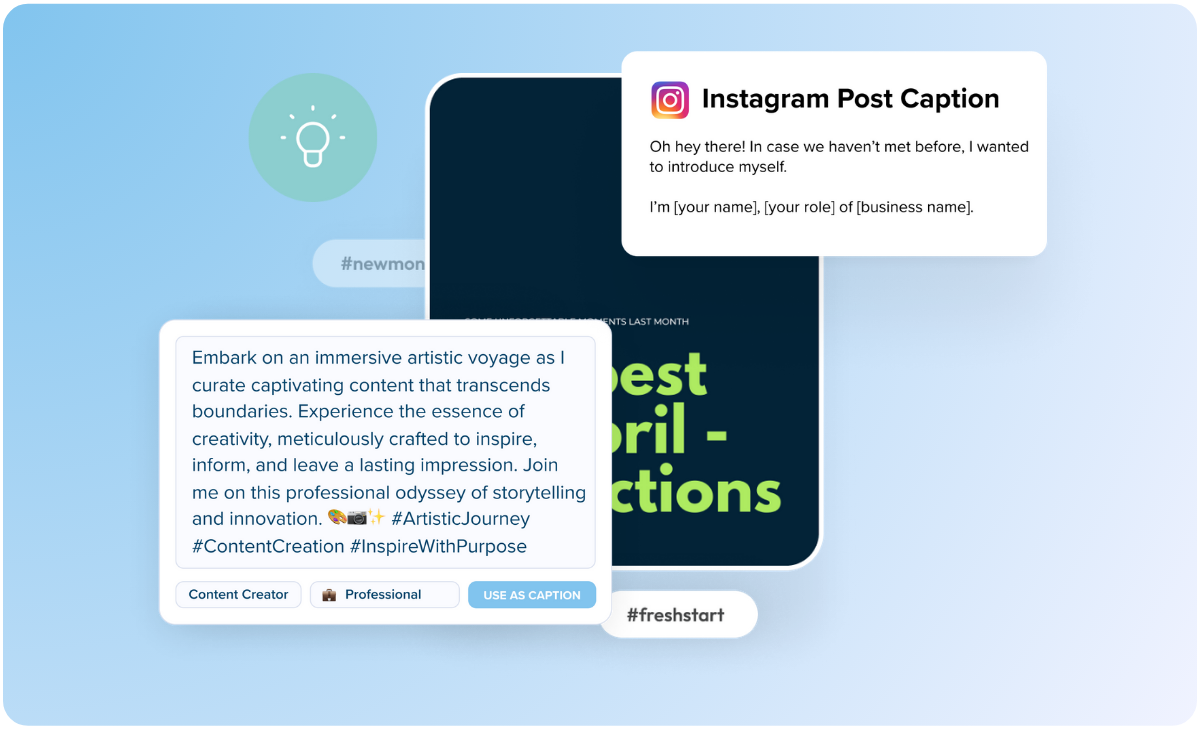 Instagram Post Caption
Oh hey there! In case we haven’t met before, I wanted
to introduce myself.
I’m [your name], [your role] of [business name].
#newmon
LAST MONTH
Embark on an immersive artistic voyage as I
curate captivating content that transcends
boundaries. Experience the essence of
creativity, meticulously crafted to inspire,
inform, and leave a lasting impression. Join
me on this professional odyssey of storytelling
and innovation. 🎨📷✨ #ArtisticJourney
#ContentCreation #InspireWithPurpose
Content Creator
💼 Professional
USE AS CAPTION
best
pril -
ctions
#freshstart